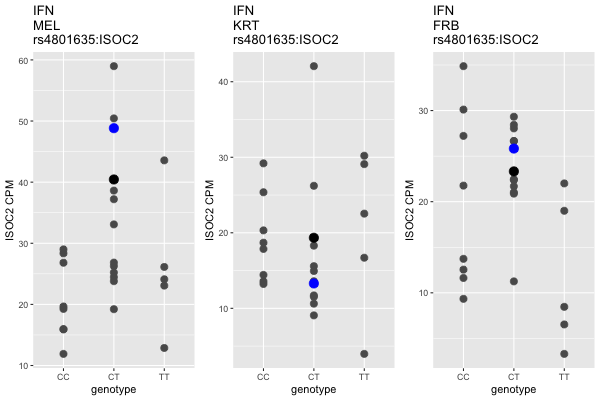 IFN
MEL
rs4801635:ISOC2
60
50
40
30
20
10
ISOC2 CPM
CC
CT
TT
genotype
IFN
KRT
rs4801635:ISOC2
40
30
20
10
ISOC2 CPM
CC
CT
TT
genotype
IFN
FRB
rs4801635:ISOC2
30
20
10
ISOC2 CPM
CC
CT
TT
genotype